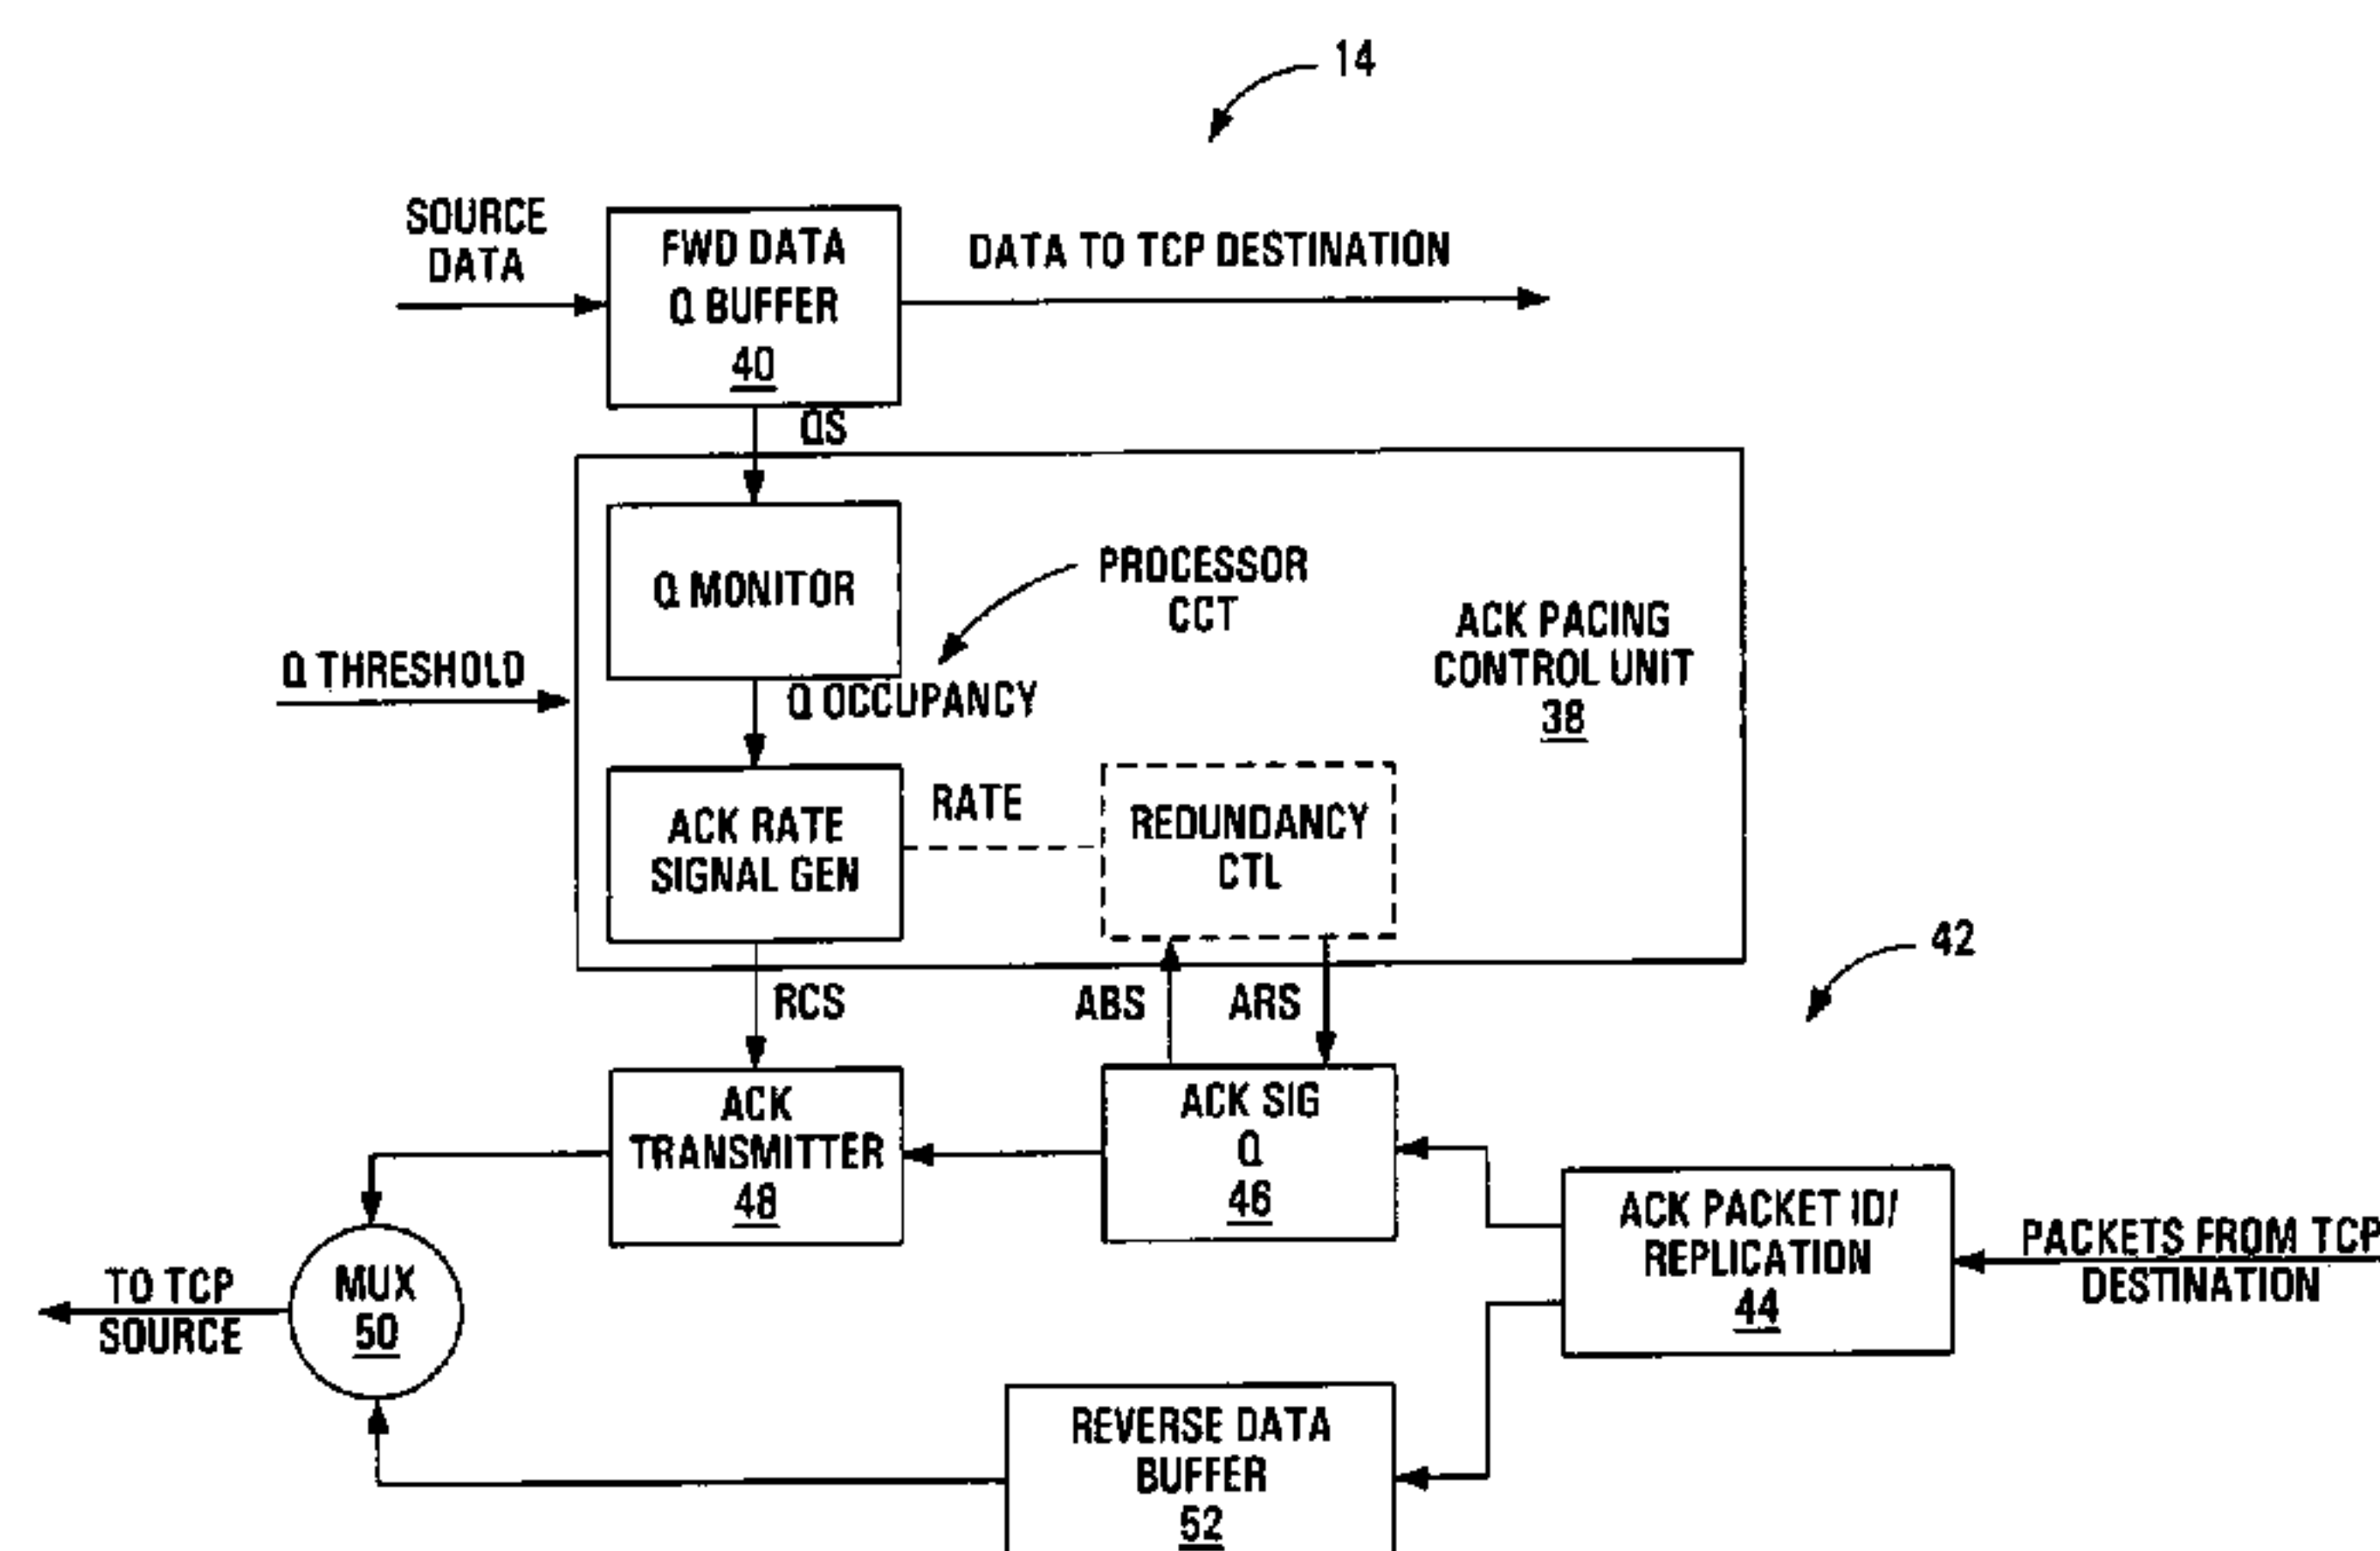 14
SOURCE
DATA
FWD DATA
Q BUFFER
40
DATA TO TCP DESTINATION
QS
Q MONITOR
PROCESSOR
CCT
ACK PACING
CONTROL UNIT
38
Q THRESHOLD
Q OCCUPANCY
ACK RATE
SIGNAL GEN
RATE
REDUNDANCY
CTL
42
RCS
ABS
ARS
ACK
TRANSMITTER
48
ACK SIG
Q
46
ACK PACKET ID/
REPLICATION
44
PACKETS FROM TCP
DESTINATION
TO TCP
SOURCE
MUX
50
REVERSE DATA
BUFFER
52